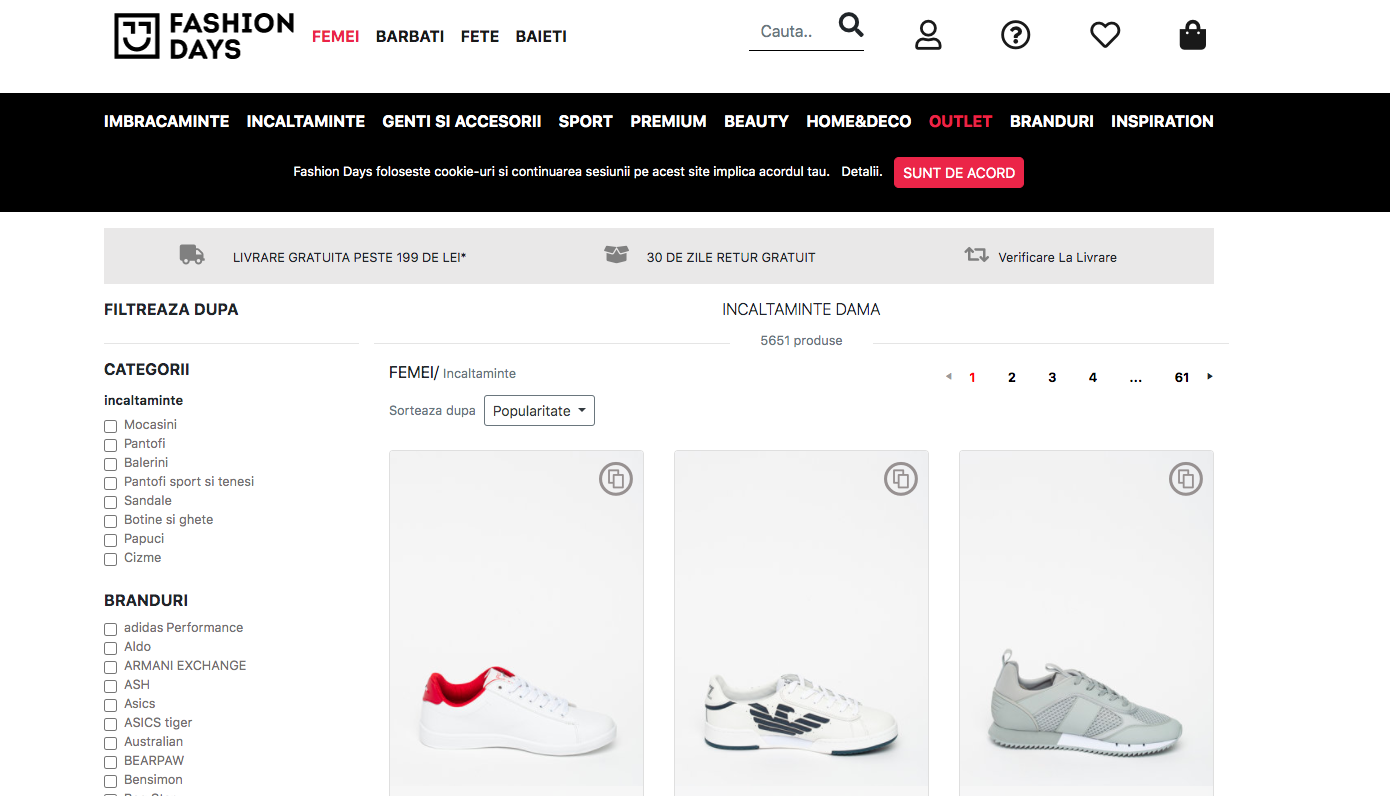 FASHION
DAYS
FEMEI BARBATI FETE BAIETI
Cauta..
IMBRACAMINTE INCALTAMINTE GENTI SI ACCESORII SPORT PREMIUM BEAUTY HOME&DECO OUTLET BRANDURI INSPIRATION
Fashion Days foloseste cookie-uri si continuarea sesiunii pe acest site implica acordul tau. Detalii. SUNT DE ACORD
LIVRARE GRATUITA PESTE 199 DE LEI* 30 DE ZILE RETUR GRATUIT Verificare La Livrare
FILTREAZA DUPA
INCALTAMINTE DAMA
5651 produse
CATEGORII
incaltaminte
Mocasini
Pantofi
Balerini
Pantofi sport si tenesi
Sandale
Botine si ghete
Papuci
Cizme
BRANDURI
adidas Performance
Aldo
ARMANI EXCHANGE
ASH
Asics
ASICS tiger
Australian
BEARPAW
Bensimon
FEMEI/ Incaltaminte
1 2 3 4 ... 61
Sorteaza dupa Popularitate